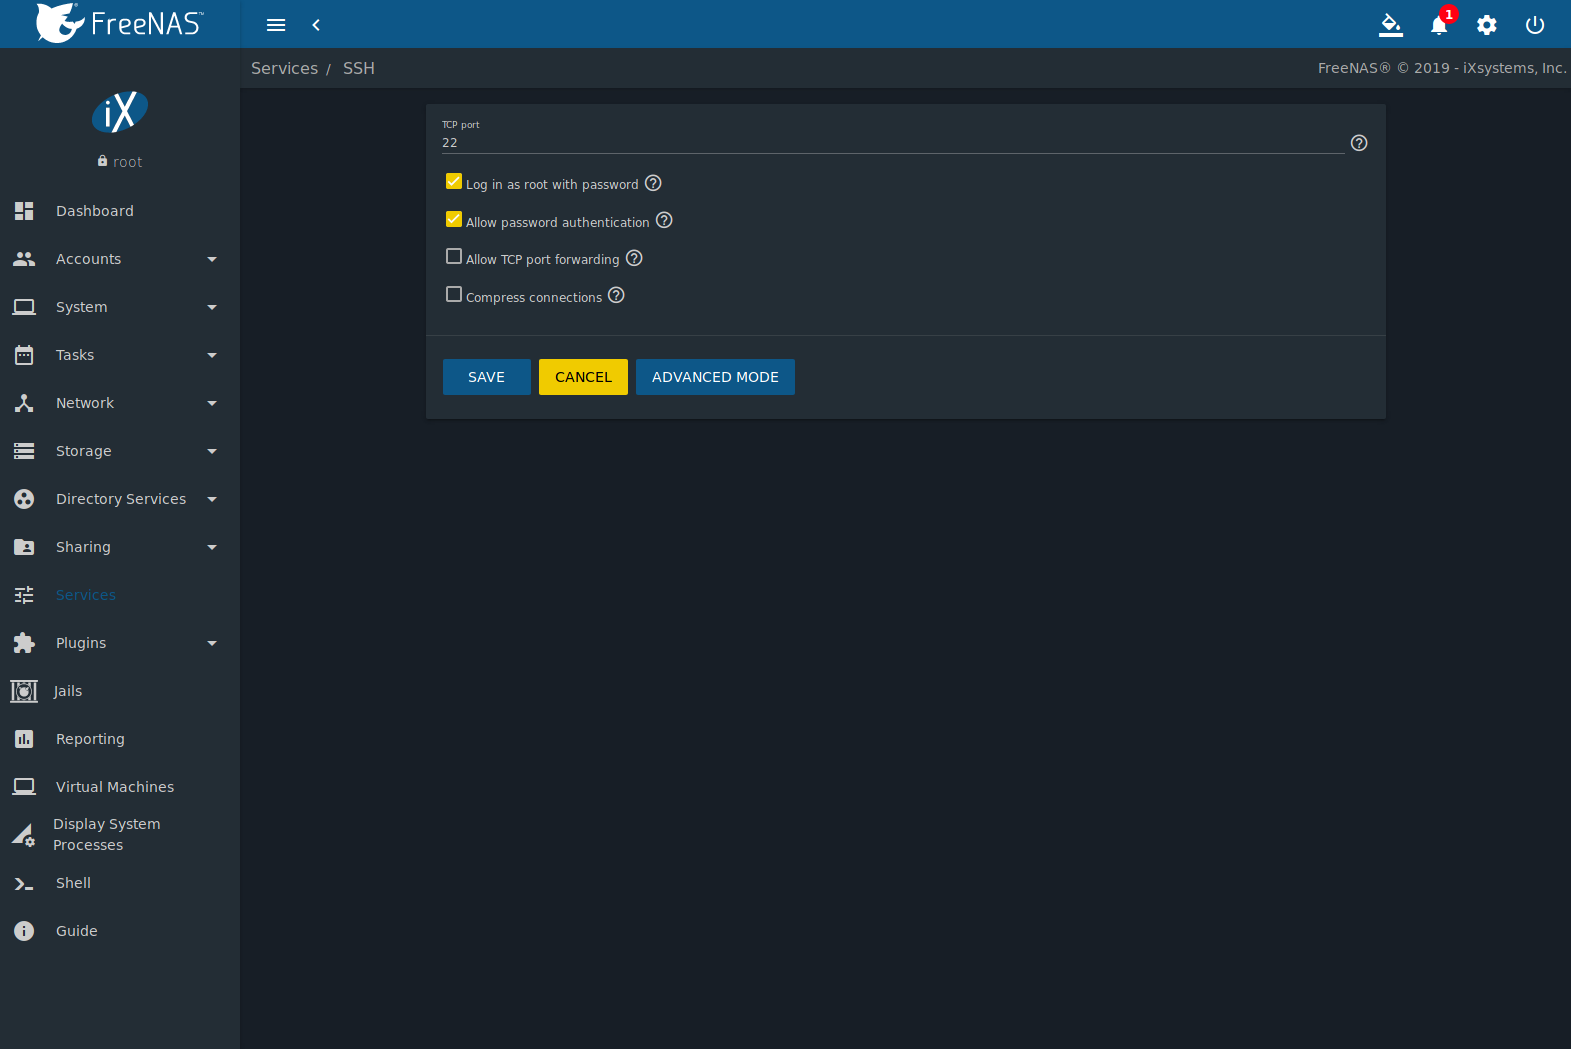 FreeNAS™
1
Services / SSH
FreeNAS® © 2019 - iXsystems, Inc.
iX
root
Dashboard
Accounts
System
Tasks
Network
Storage
Directory Services
Sharing
Services
Plugins
Jails
Reporting
Virtual Machines
Display System
Processes
Shell
Guide
TCP port
22
Log in as root with password
Allow password authentication
Allow TCP port forwarding
Compress connections
SAVE CANCEL ADVANCED MODE